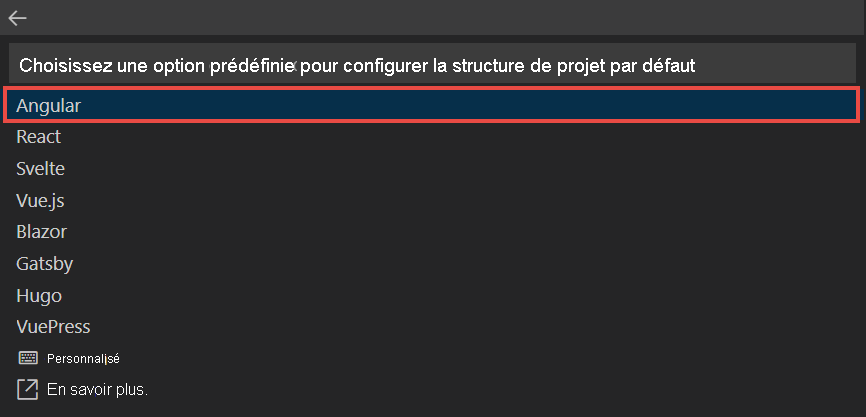 Choisissez une option prédéfinie pour configurer la structure de projet par défaut
Angular
React
Svelte
Vue.js
Blazor
Gatsby
Hugo
VuePress
Personnalisé
En savoir plus.